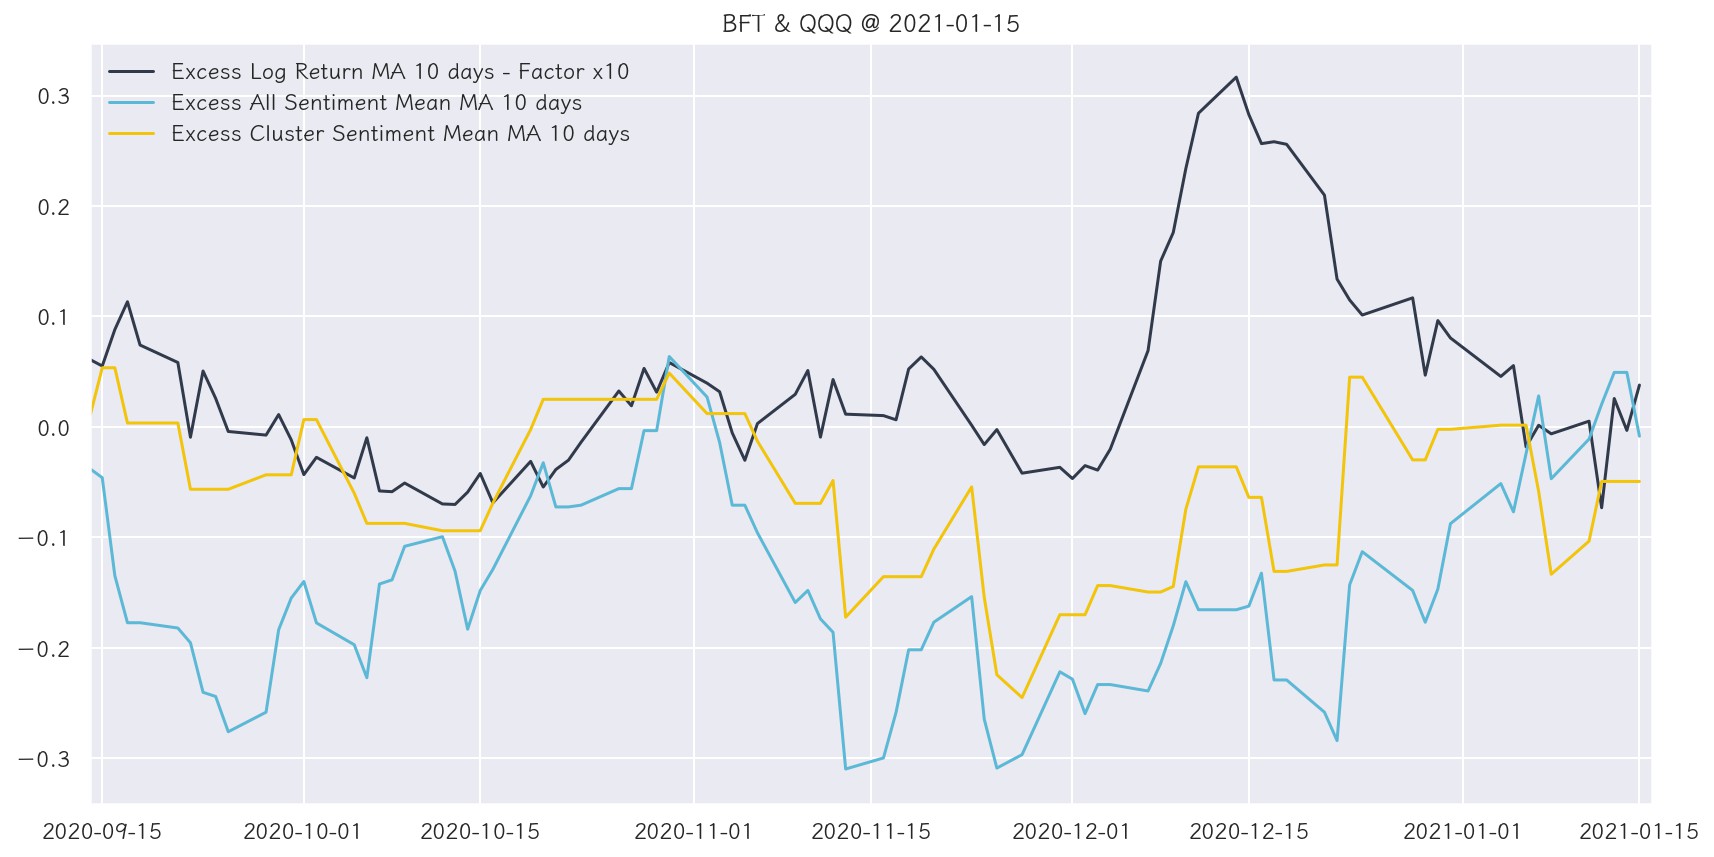 BFT & QQQ @ 2021-01-15
Excess Log Return MA 10 days - Factor x10
Excess All Sentiment Mean MA 10 days
Excess Cluster Sentiment Mean MA 10 days
0.3
0.2
0.1
0.0
−0.1
−0.2
−0.3
2020-09-15 2020-10-01 2020-10-15 2020-11-01 2020-11-15 2020-12-01 2020-12-15 2021-01-01 2021-01-15